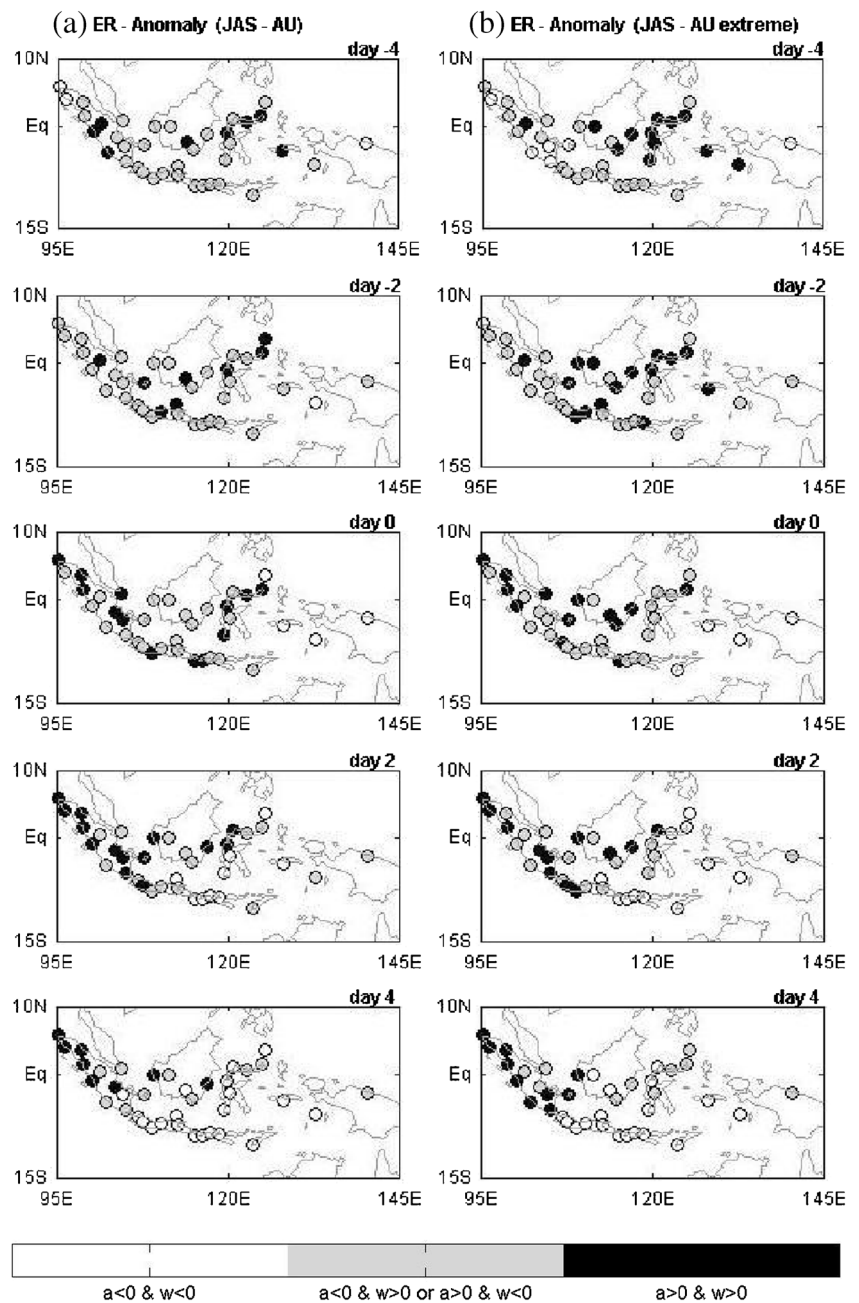 (a) ER - Anomaly (JAS - AU)
(b) ER - Anomaly (JAS - AU extreme)
day -4
day -4
10N
10N
Eq
Eq
15S
15S
95E 120E 145E
95E 120E 145E
day -2
day -2
10N
10N
Eq
Eq
15S
15S
95E 120E 145E
95E 120E 145E
day 0
day 0
10N
10N
Eq
Eq
15S
15S
95E 120E 145E
95E 120E 145E
day 2
day 2
10N
10N
Eq
Eq
15S
15S
95E 120E 145E
95E 120E 145E
day 4
day 4
10N
10N
Eq
Eq
15S
15S
95E 120E 145E
95E 120E 145E
a<0 & w<0
a<0 & w>0 or a>0 & w<0
a>0 & w>0